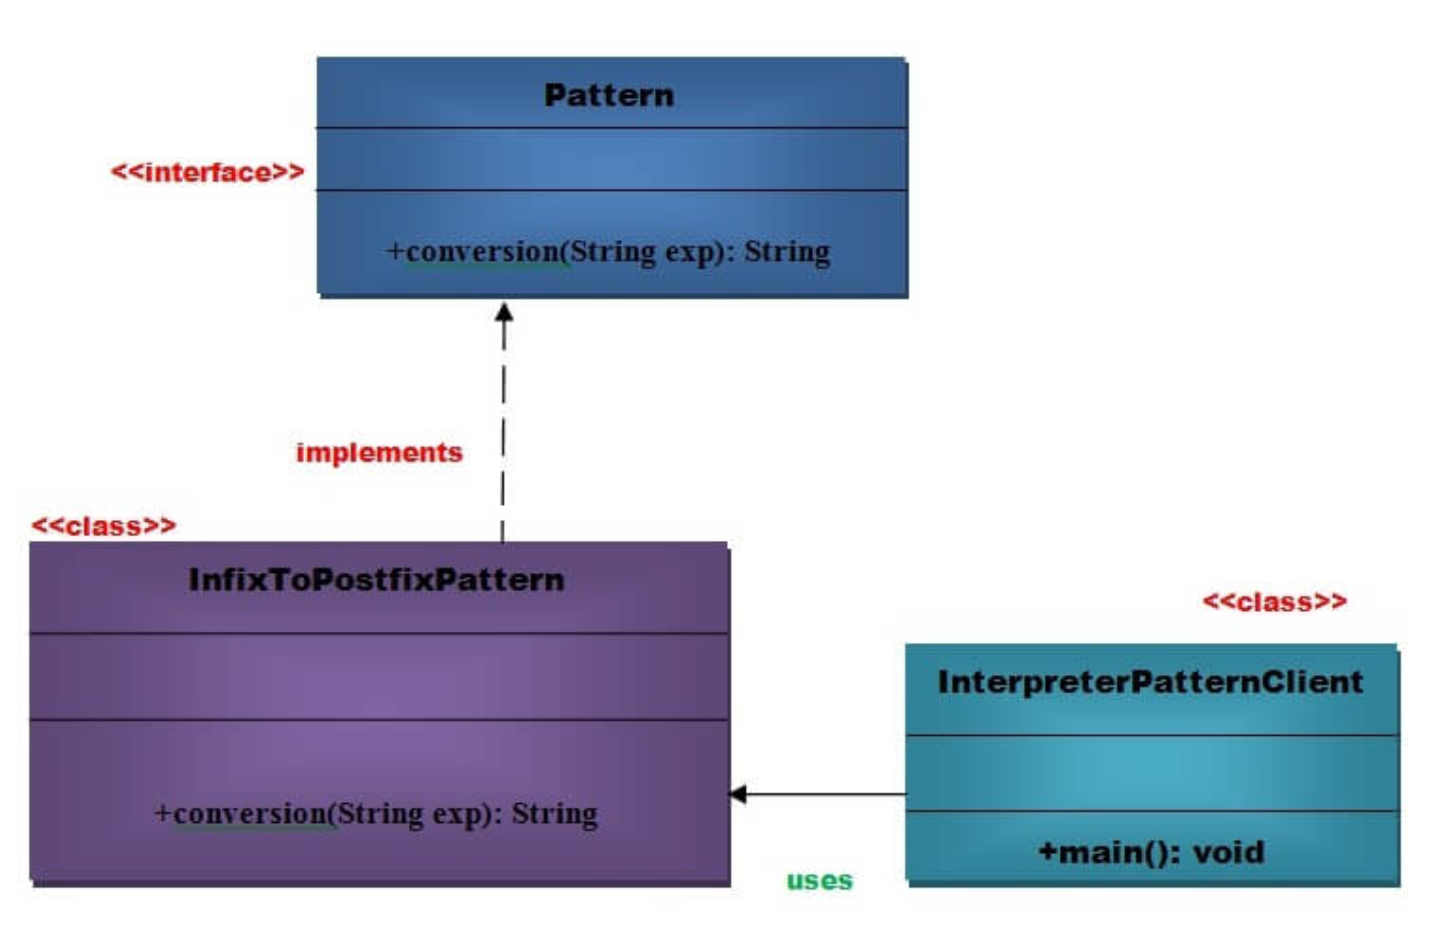 Pattern
<<interface>>
+conversion(String exp): String
implements
<<class>>
InfixToPostfixPattern
+conversion(String exp): String
<<class>>
InterpreterPatternClient
+main(): void
uses